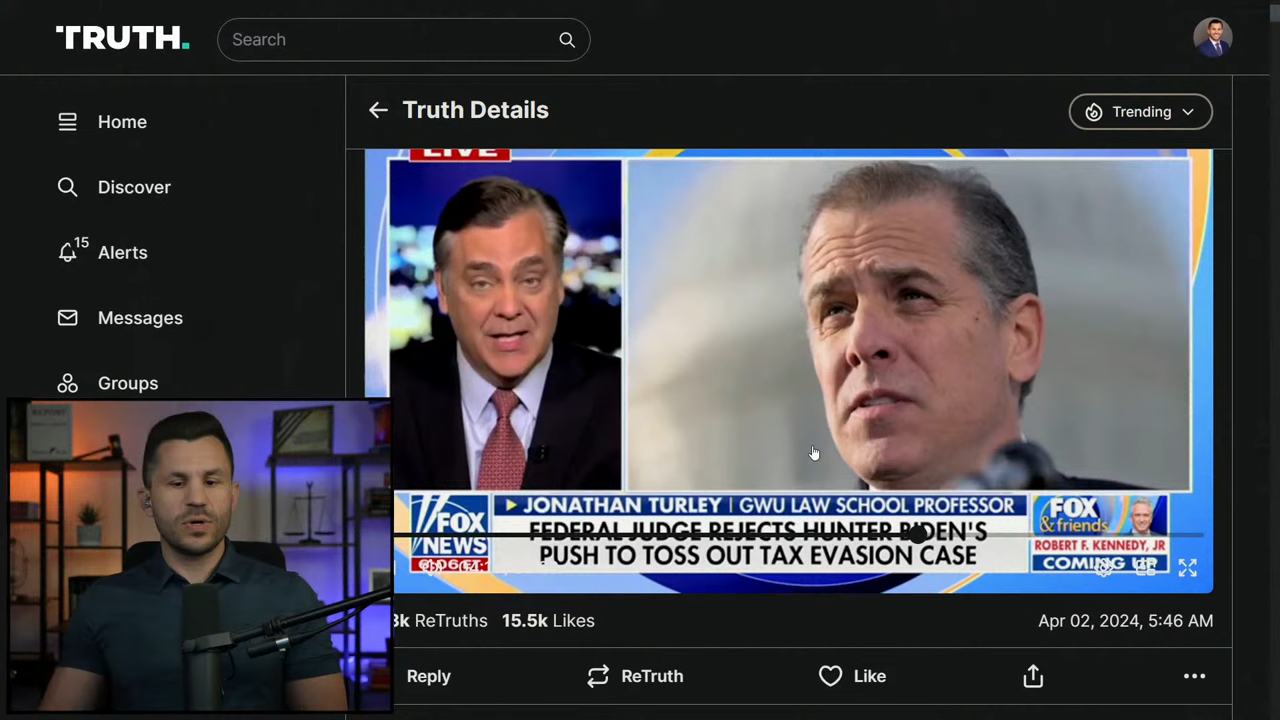 TRUTH.
Search
Truth Details
Trending
Home
Discover
15
Alerts
Messages
Groups
LIVE
JONATHAN TURLEY | GWU LAW SCHOOL PROFESSOR
FEDERAL JUDGE REJECTS HUNTER BIDEN'S
PUSH TO TOSS OUT TAX EVASION CASE
FOX
NEWS
FOX
& friends
ROBERT F. KENNEDY, JR
COMING UP
ReTruths
15.5k Likes
Apr 02, 2024, 5:46 AM
Reply
ReTruth
Like